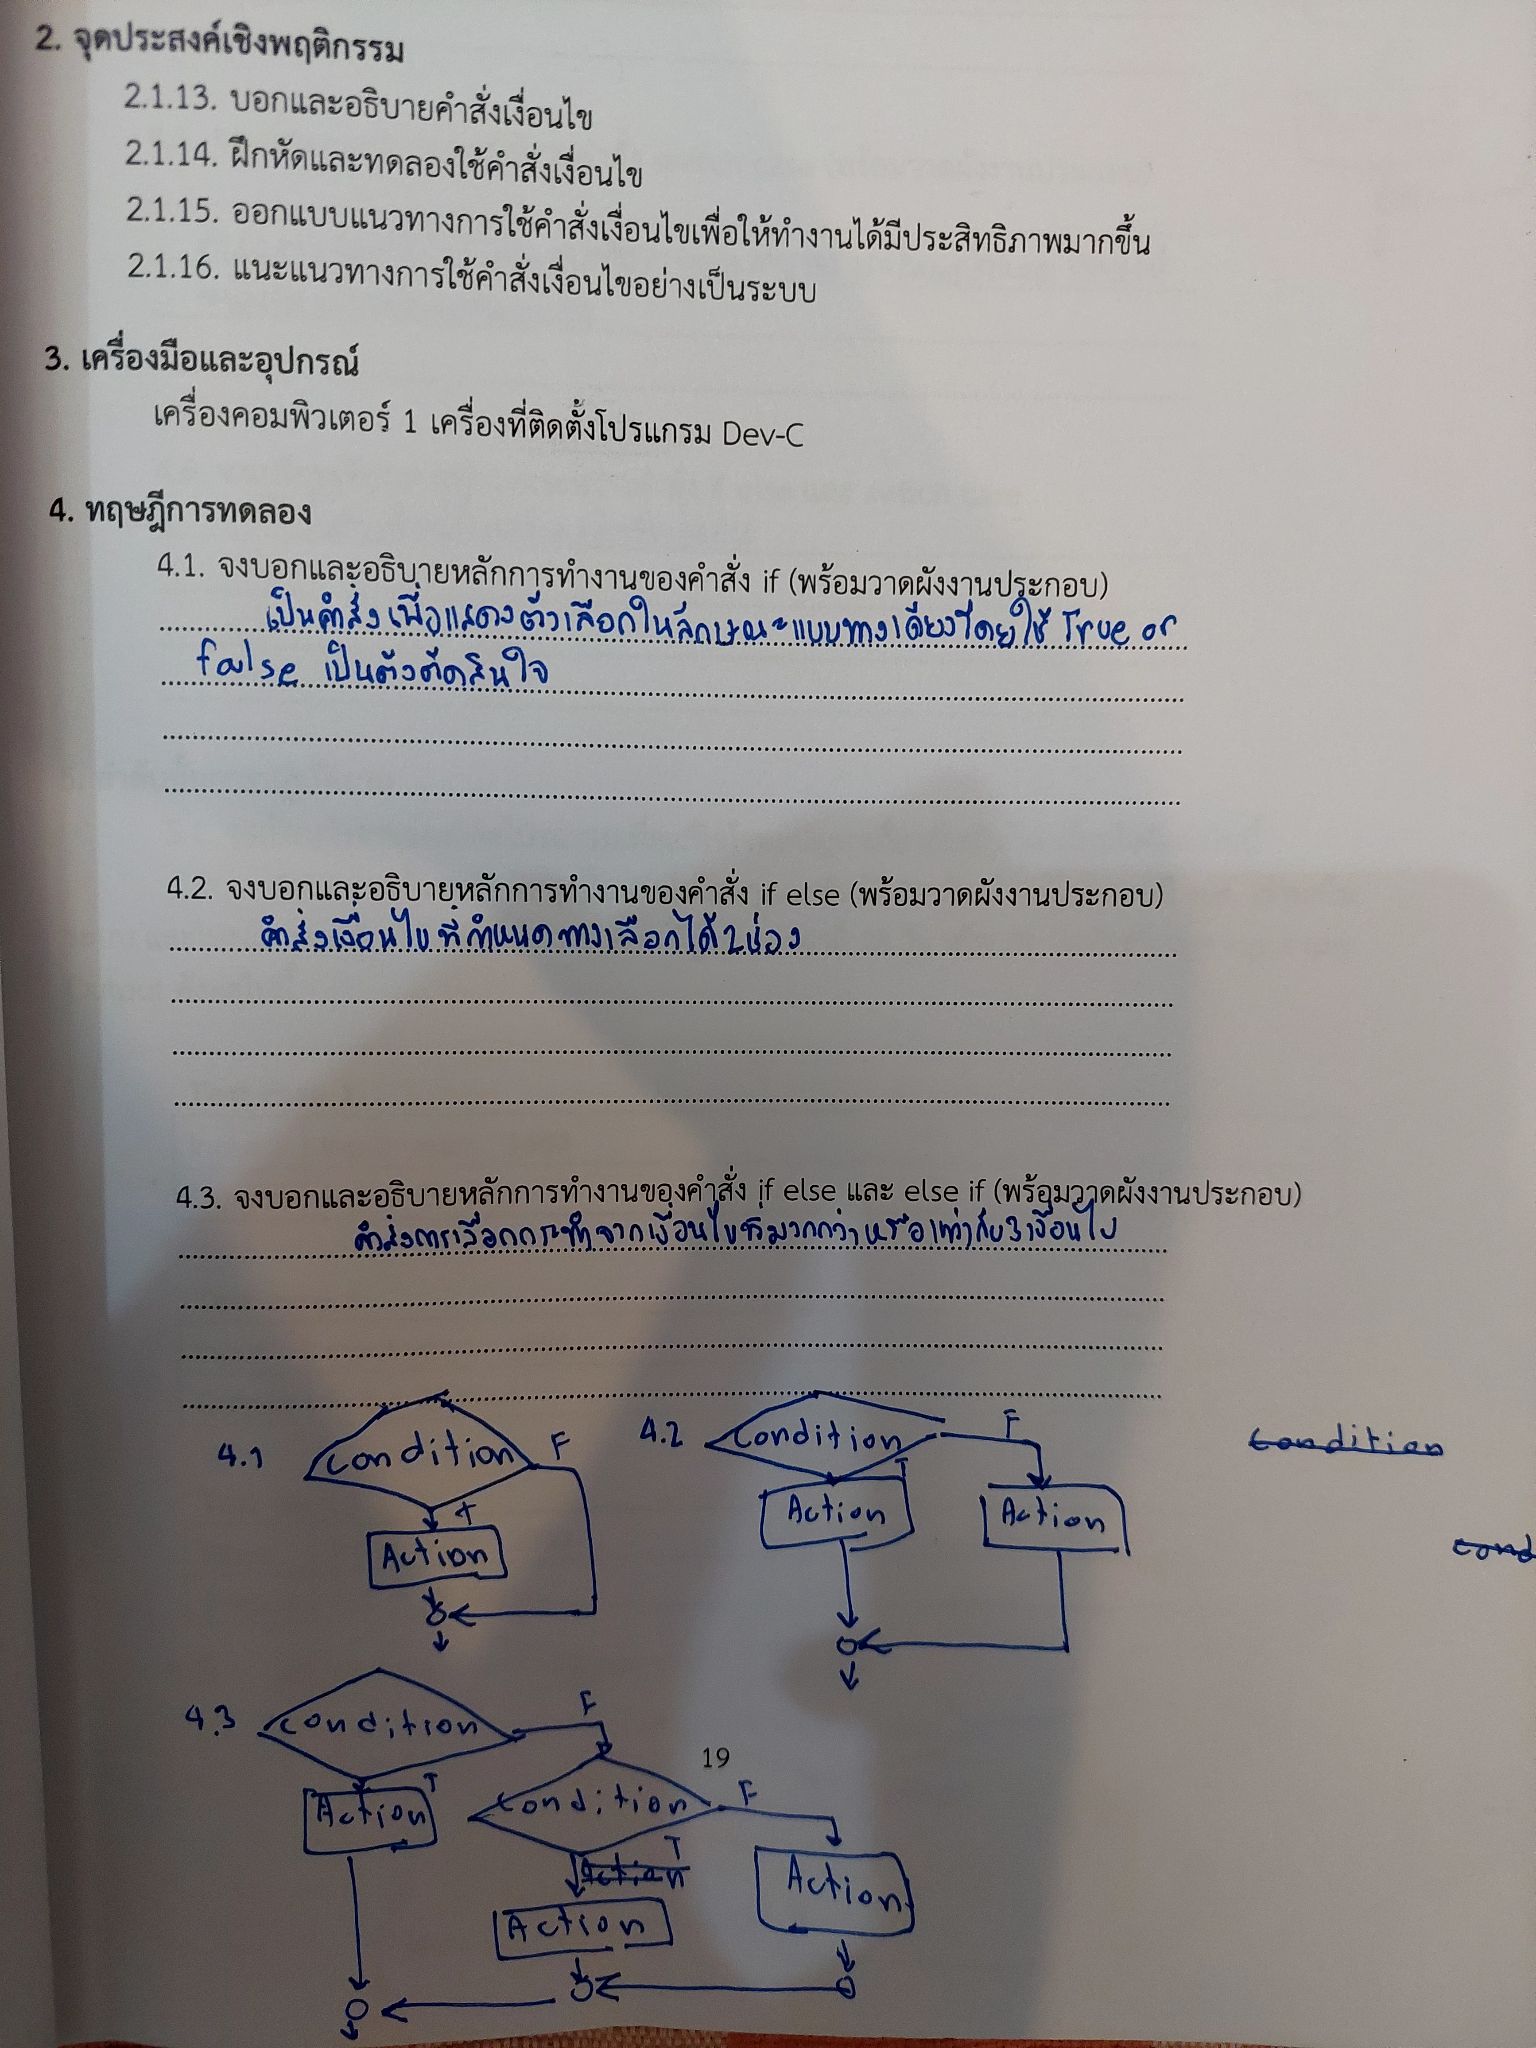 2. จุดประสงค์เชิงพฤติกรรม
2.1.13. บอกและอธิบายคำสั่งเงื่อนไข
2.1.14. ฝึกหัดและทดลองใช้คำสั่งเงื่อนไข
2.1.15. ออกแบบแนวทางการใช้คำสั่งเงื่อนไขเพื่อให้ทำงานได้มีประสิทธิภาพมากขึ้น
2.1.16. แนะแนวทางการใช้คำสั่งเงื่อนไขอย่างเป็นระบบ
3. เครื่องมือและอุปกรณ์
เครื่องคอมพิวเตอร์ 1 เครื่องที่ติดตั้งโปรแกรม Dev-C
4. ทฤษฎีการทดลอง
4.1. จงบอกและอธิบายหลักการทำงานของคำสั่ง if (พร้อมวาดผังงานประกอบ)
เป็นคำสั่งเพื่อแสดงตัวเลือกในลักษณะแบบทางเดียวโดยใช้ True or
false เป็นตังตัดสินใจ
4.2. จงบอกและอธิบายหลักการทำงานของคำสั่ง if else (พร้อมวาดผังงานประกอบ)
คำสั่งเงื่อนไขที่กำหนดทางเลือกได้ 2 ช่อง
4.3. จงบอกและอธิบายหลักการทำงานของคำสั่ง if else และ else if (พร้อมวาดผังงานประกอบ)
คำสั่งการเลือกกระทำจากเงื่อนไขที่มากกว่าหรือเท่ากับ 3 เงื่อนไข
4.1 Condition F
T
Action
4.2 Condition F
T
Action Action
Condition
4.3 Condition F
19
T
Action
Condition F
T
Action
Action
Action